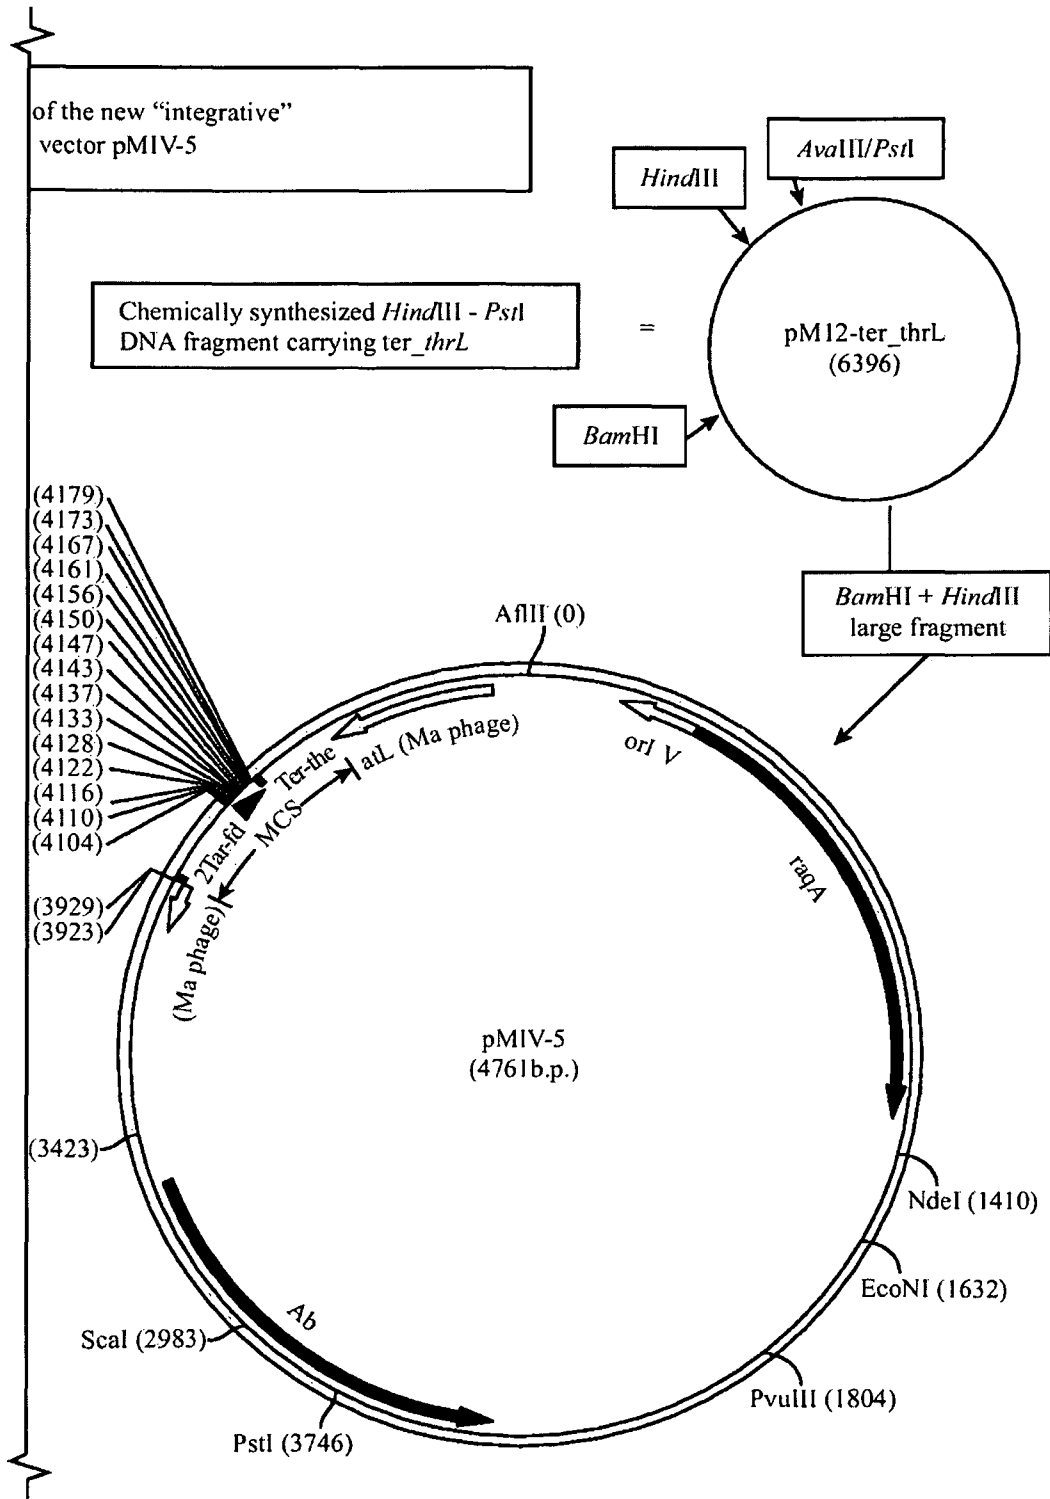 of the new “integrative”
vector pMIV-5
AvaIII/PstI
HindIII
Chemically synthesized HindIII - PstI
DNA fragment carrying ter_thrL
=
pM12-ter_thrL
(6396)
BamHI
BamHI + HindIII
large fragment
(4179)
(4173)
(4167)
(4161)
(4156)
(4150)
(4147)
(4143)
(4137)
(4133)
(4128)
(4122)
(4116)
(4110)
(4104)
(3929)
(3923)
(3423)
AflII (0)
atL (Ma phage)
Ter-the
MCS
2Tar-fd
(Ma phage)
orI V
raqA
pMIV-5
(4761b.p.)
NdeI (1410)
EcoNI (1632)
PvuIII (1804)
Ab
ScaI (2983)
PstI (3746)